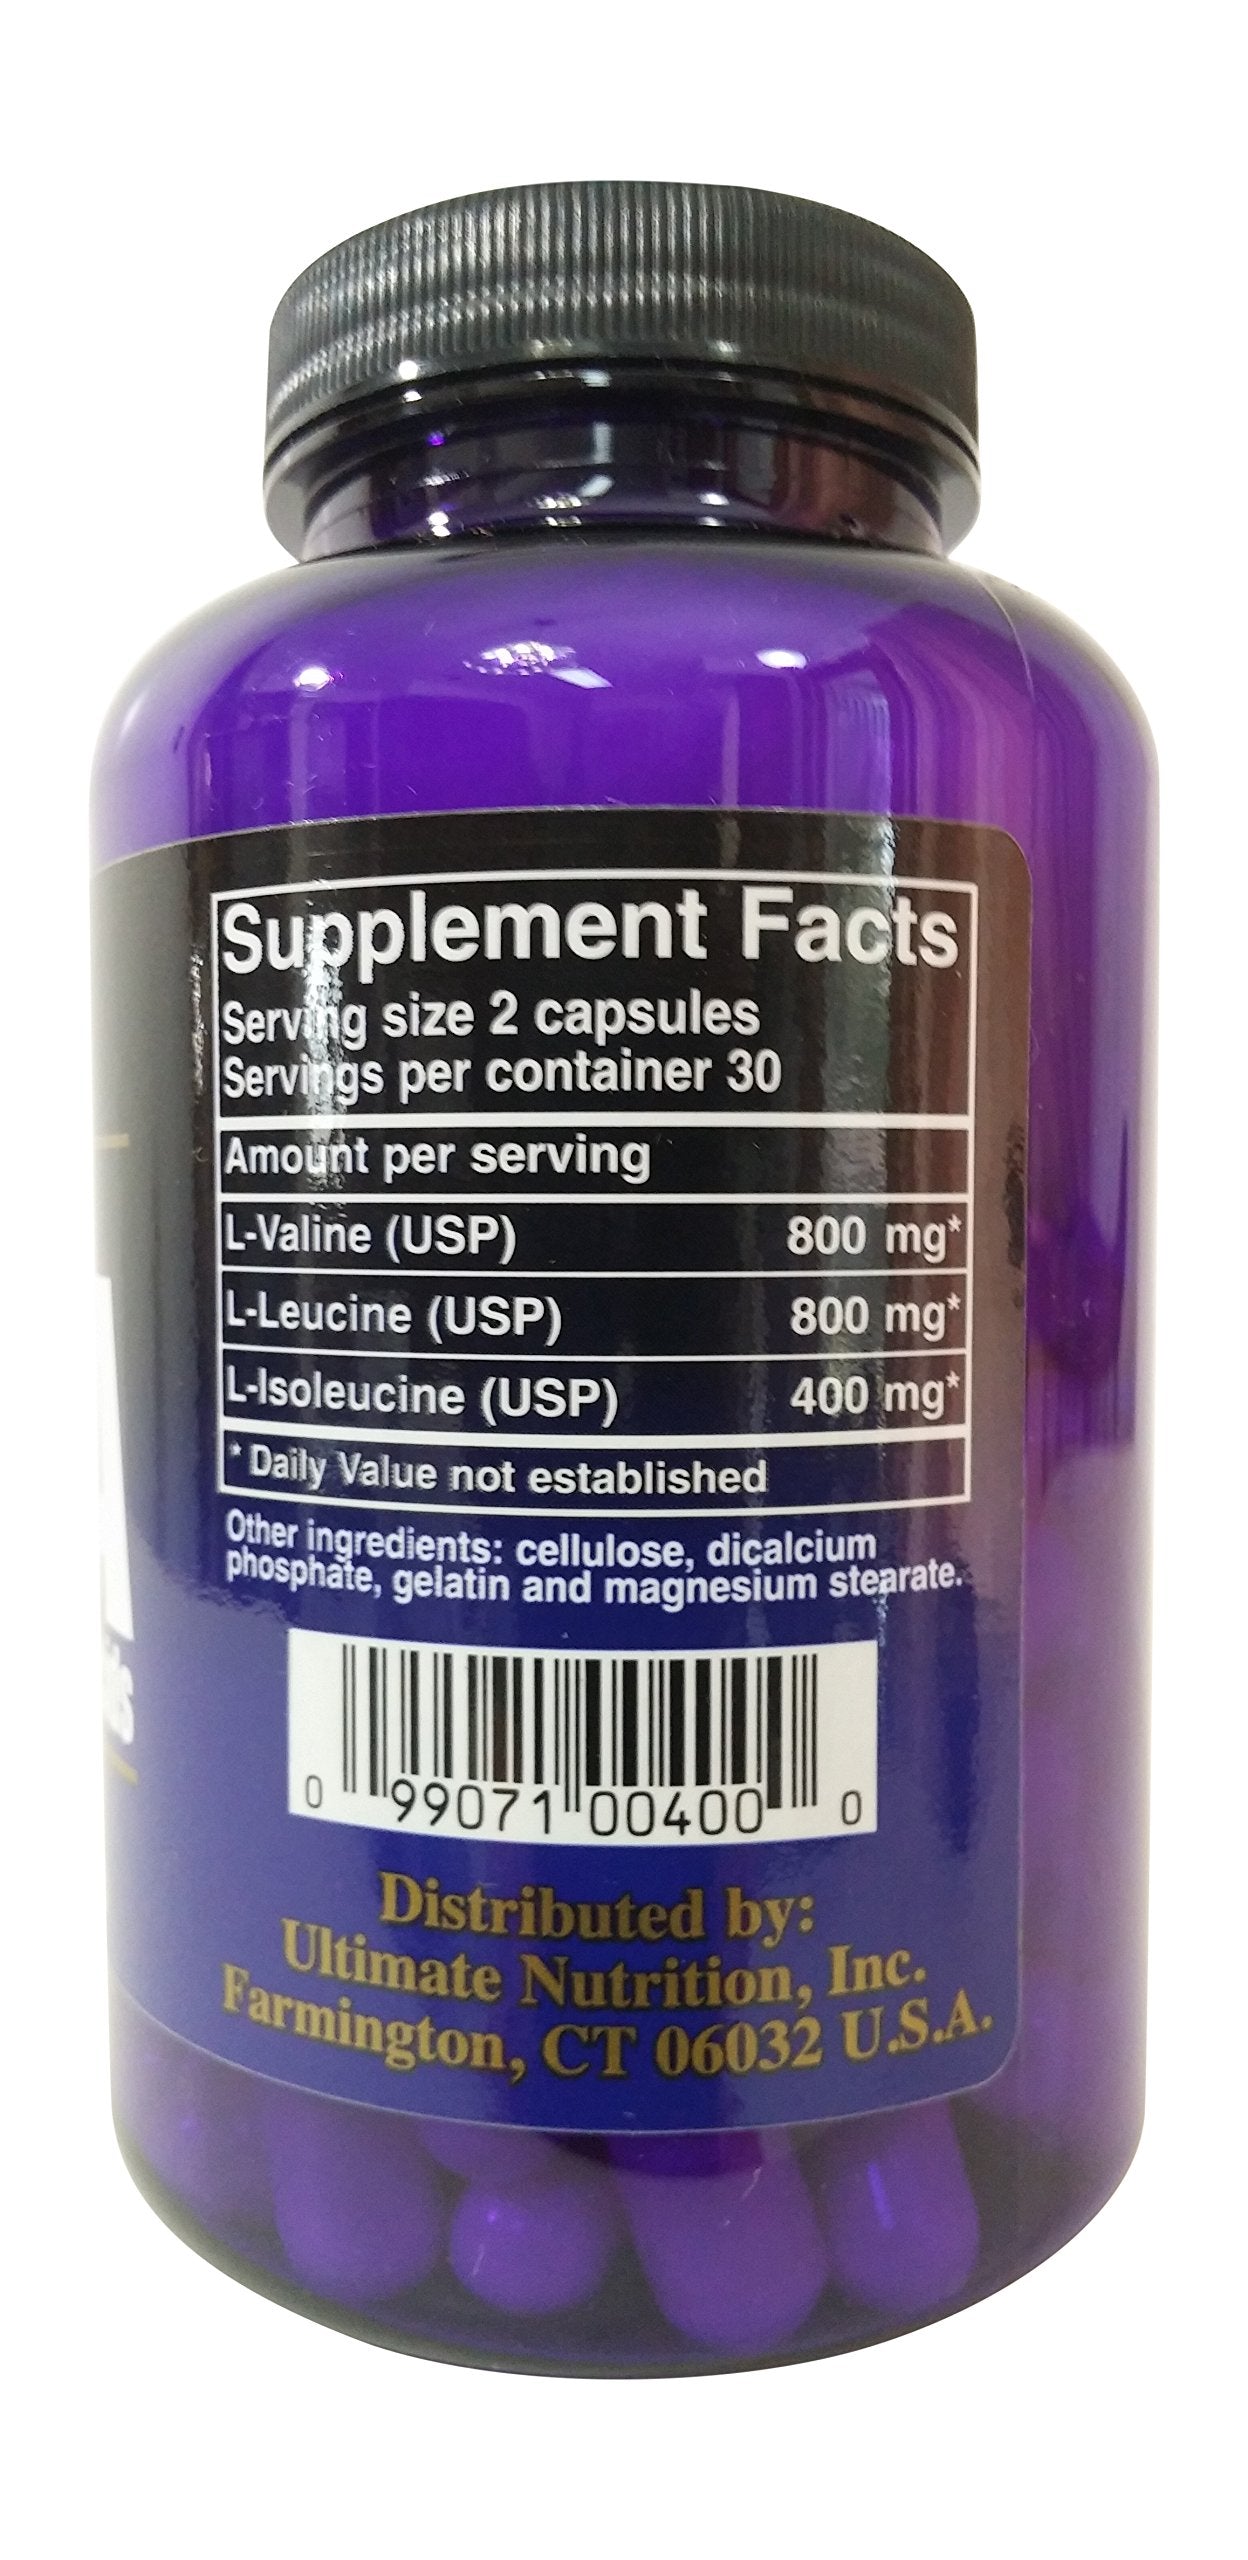 Supplement Facts
Serving size 2 capsules
Servings per container 30
Amount per serving
L-Valine (USP) 800 mg*
L-Leucine (USP) 800 mg*
L-Isoleucine (USP) 400 mg*
* Daily Value not established
Other ingredients: cellulose, dicalcium
phosphate, gelatin and magnesium stearate.
0 99071 00400 0
Distributed by:
Ultimate Nutrition, Inc.
Farmington, CT 06032 U.S.A.